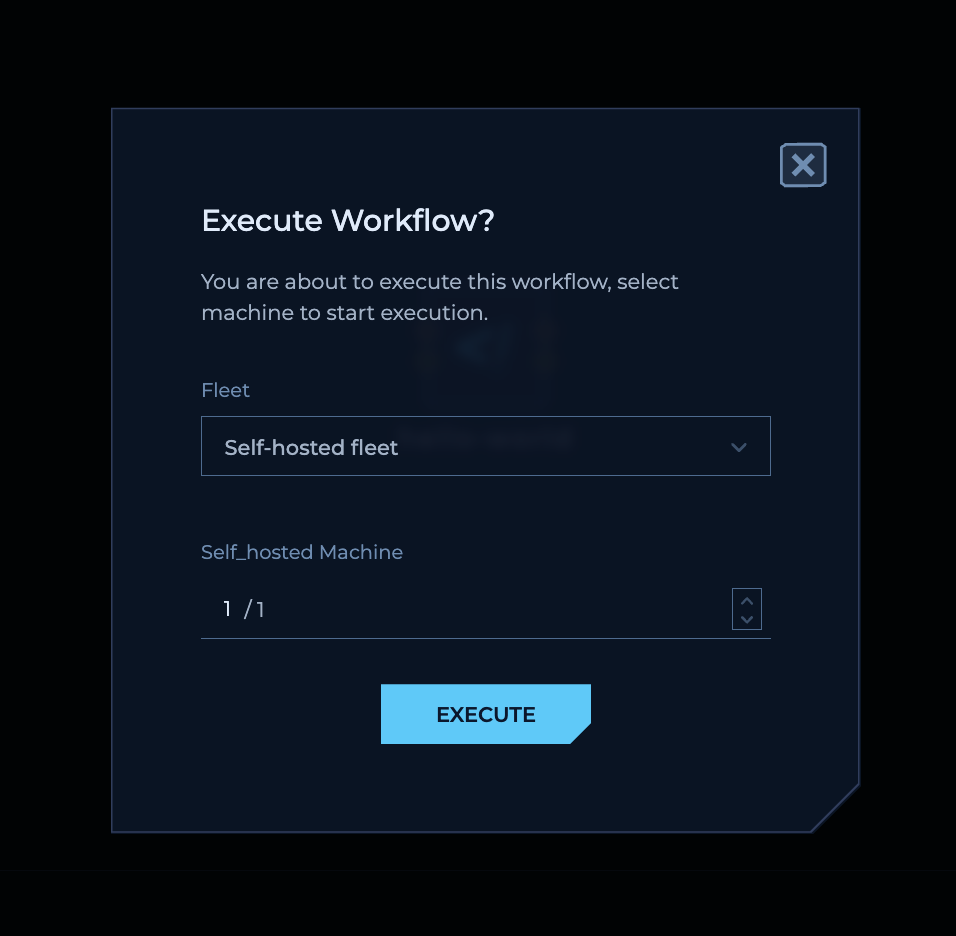 Execute Workflow?
You are about to execute this workflow, select
machine to start execution.
Fleet
Self-hosted fleet
Self_hosted Machine
1 / 1
EXECUTE